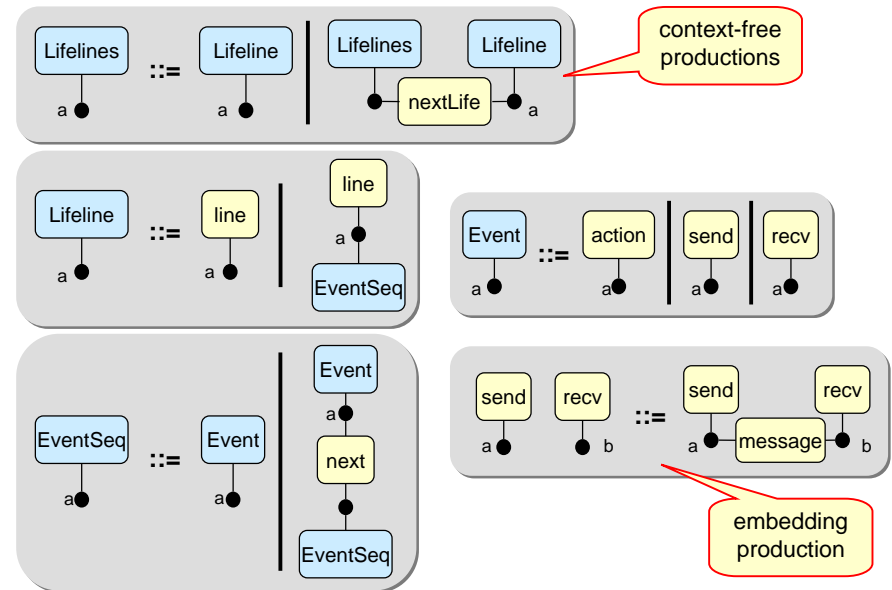 Lifelines ::= Lifeline Lifelines Lifeline
a a nextLife a
context-free
productions
Lifeline ::= line line
a a a
EventSeq
Event ::= action send recv
a a a a
EventSeq ::= Event Event
a a a
next
EventSeq
send recv ::= send recv
a b a message b
embedding
production